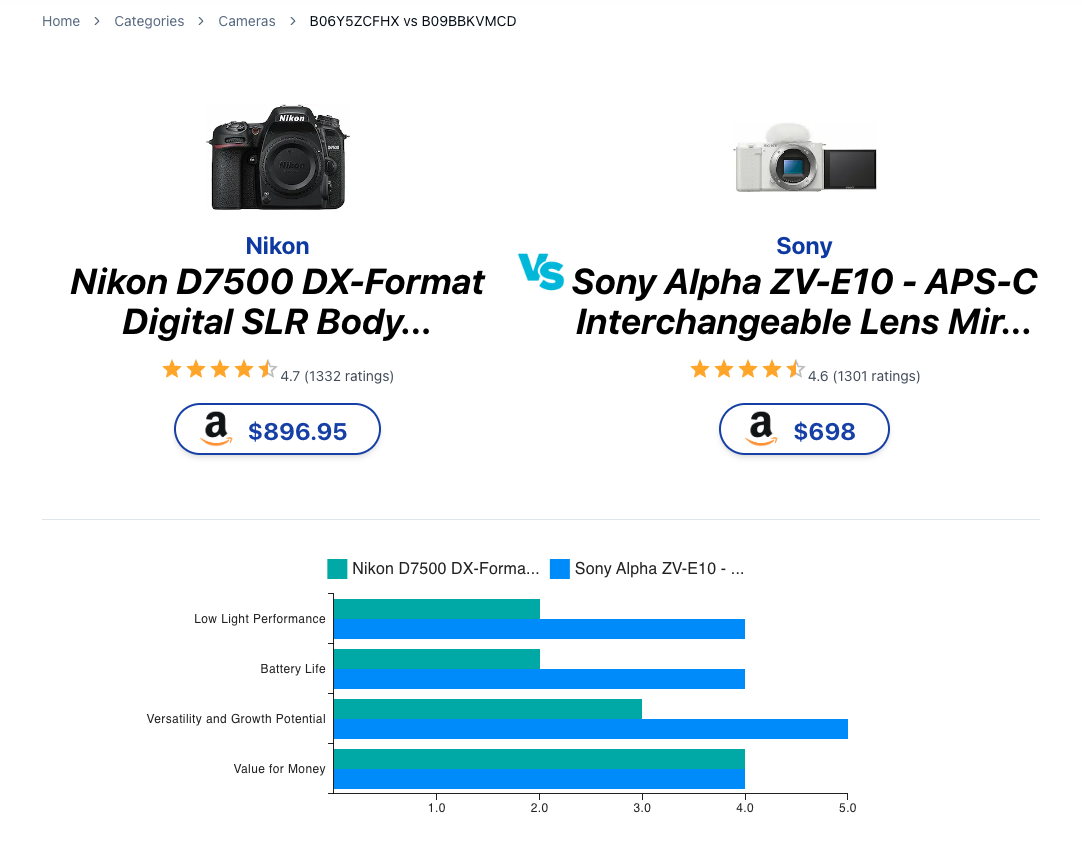 Home > Categories > Cameras > B06Y5ZCFHX vs B09BBKVMCD
Nikon
Nikon
Nikon D7500 DX-Format
Digital SLR Body...
4.7 (1332 ratings)
a $896.95
VS
SONY
Sony
Sony Alpha ZV-E10 - APS-C
Interchangeable Lens Mir...
4.6 (1301 ratings)
a $698
Nikon D7500 DX-Forma...
Sony Alpha ZV-E10 - ...
Low Light Performance
Battery Life
Versatility and Growth Potential
Value for Money
1.0 2.0 3.0 4.0 5.0